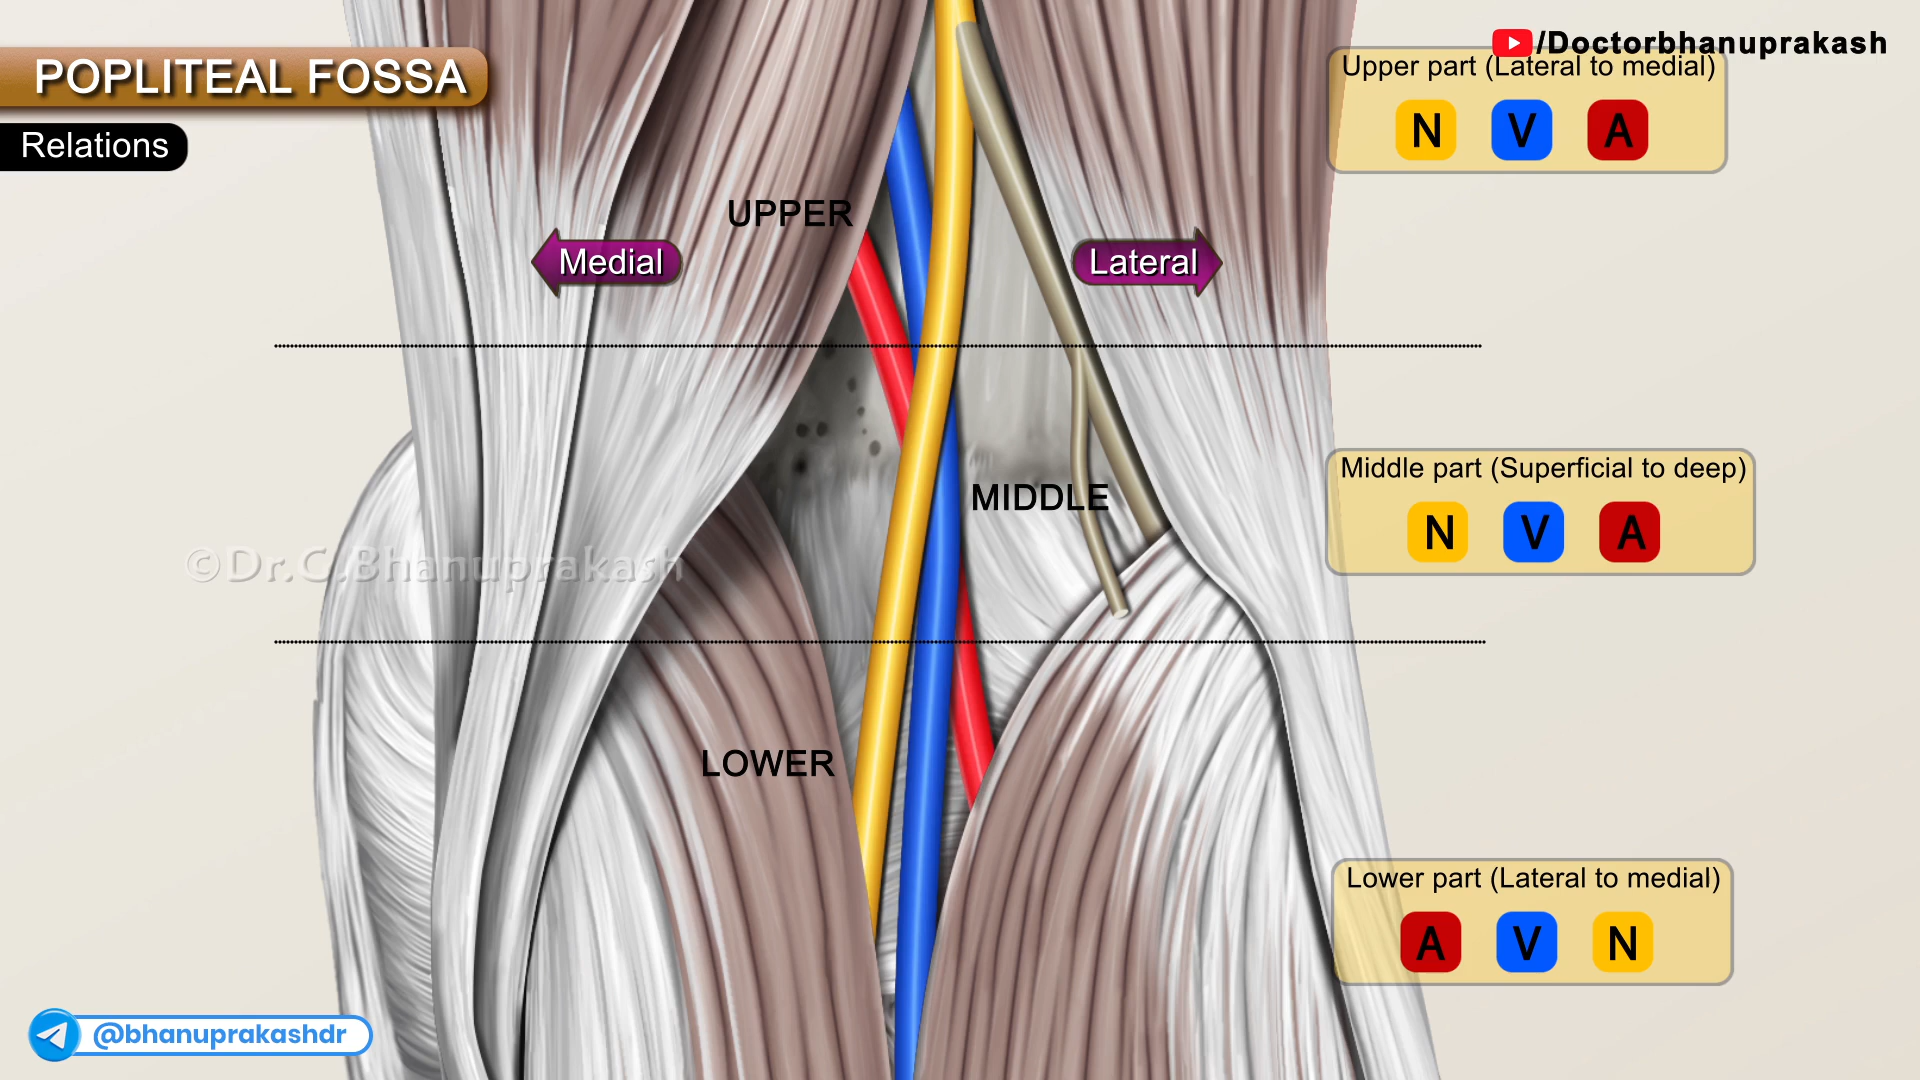 POPLITEAL FOSSA
/Doctorbhanuprakash
Relations
Upper part (Lateral to medial)
N V A
UPPER
Medial
Lateral
Middle part (Superficial to deep)
N V A
MIDDLE
©Dr.C.Bhanuprakash
LOWER
Lower part (Lateral to medial)
A V N
@bhanuprakashdr